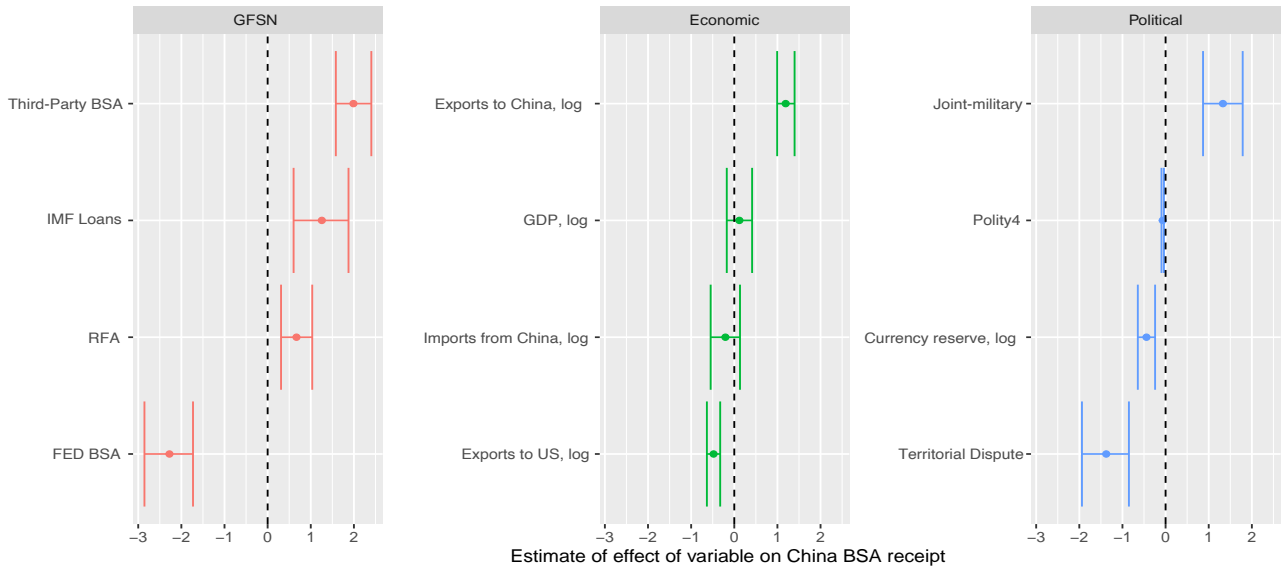 GFSN
Economic
Political
Third-Party BSA
IMF Loans
RFA
FED BSA
Exports to China, log
GDP, log
Imports from China, log
Exports to US, log
Joint-military
Polity4
Currency reserve, log
Territorial Dispute
−3 −2 −1 0 1 2
−3 −2 −1 0 1 2
−3 −2 −1 0 1 2
Estimate of effect of variable on China BSA receipt